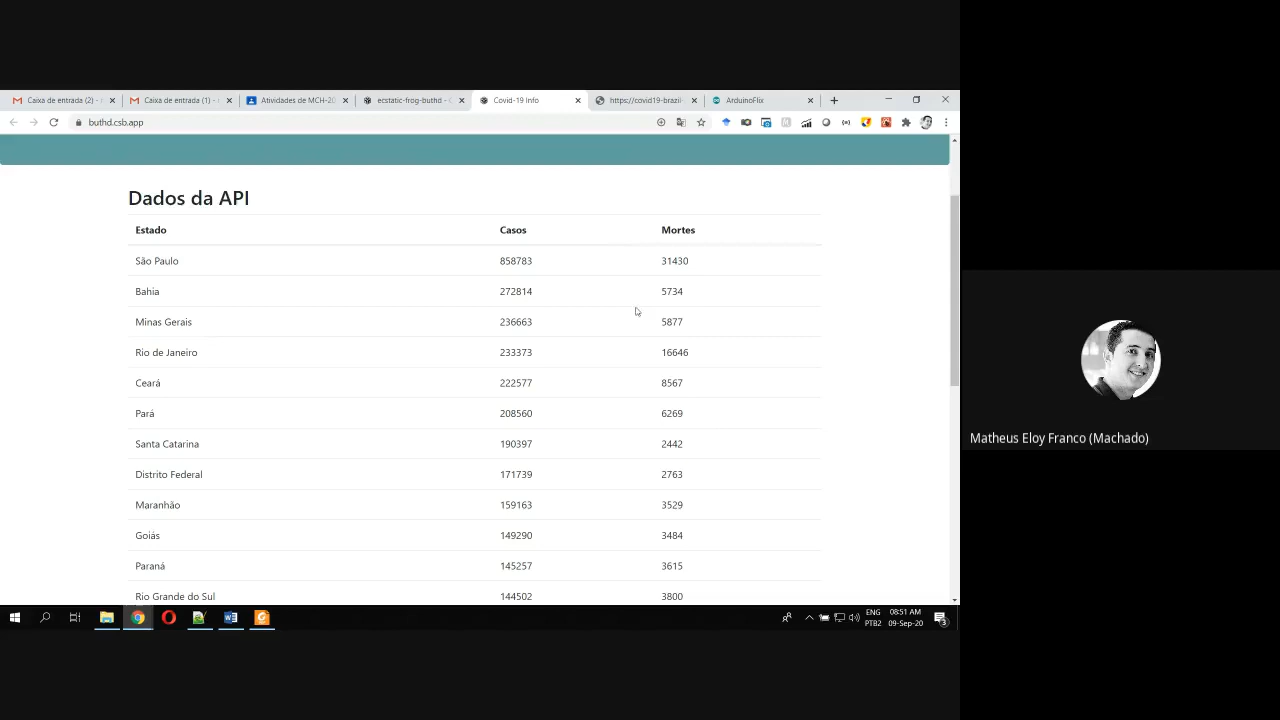 Caixa de entrada (2) -
Caixa de entrada (1) -
Atividades de MCH-20
ecstatic-frog-buthd - C
Covid-19 Info
https://covid19-brazil-
ArduinoFlix
buthd.csb.app
Dados da API
Estado Casos Mortes
São Paulo 858783 31430
Bahia 272814 5734
Minas Gerais 236663 5877
Rio de Janeiro 233373 16646
Ceará 222577 8567
Pará 208560 6269
Santa Catarina 190397 2442
Distrito Federal 171739 2763
Maranhão 159163 3529
Goiás 149290 3484
Paraná 145257 3615
Rio Grande do Sul 144502 3800
Matheus Eloy Franco (Machado)
ENG 08:51 AM
PTB2 09-Sep-20
3